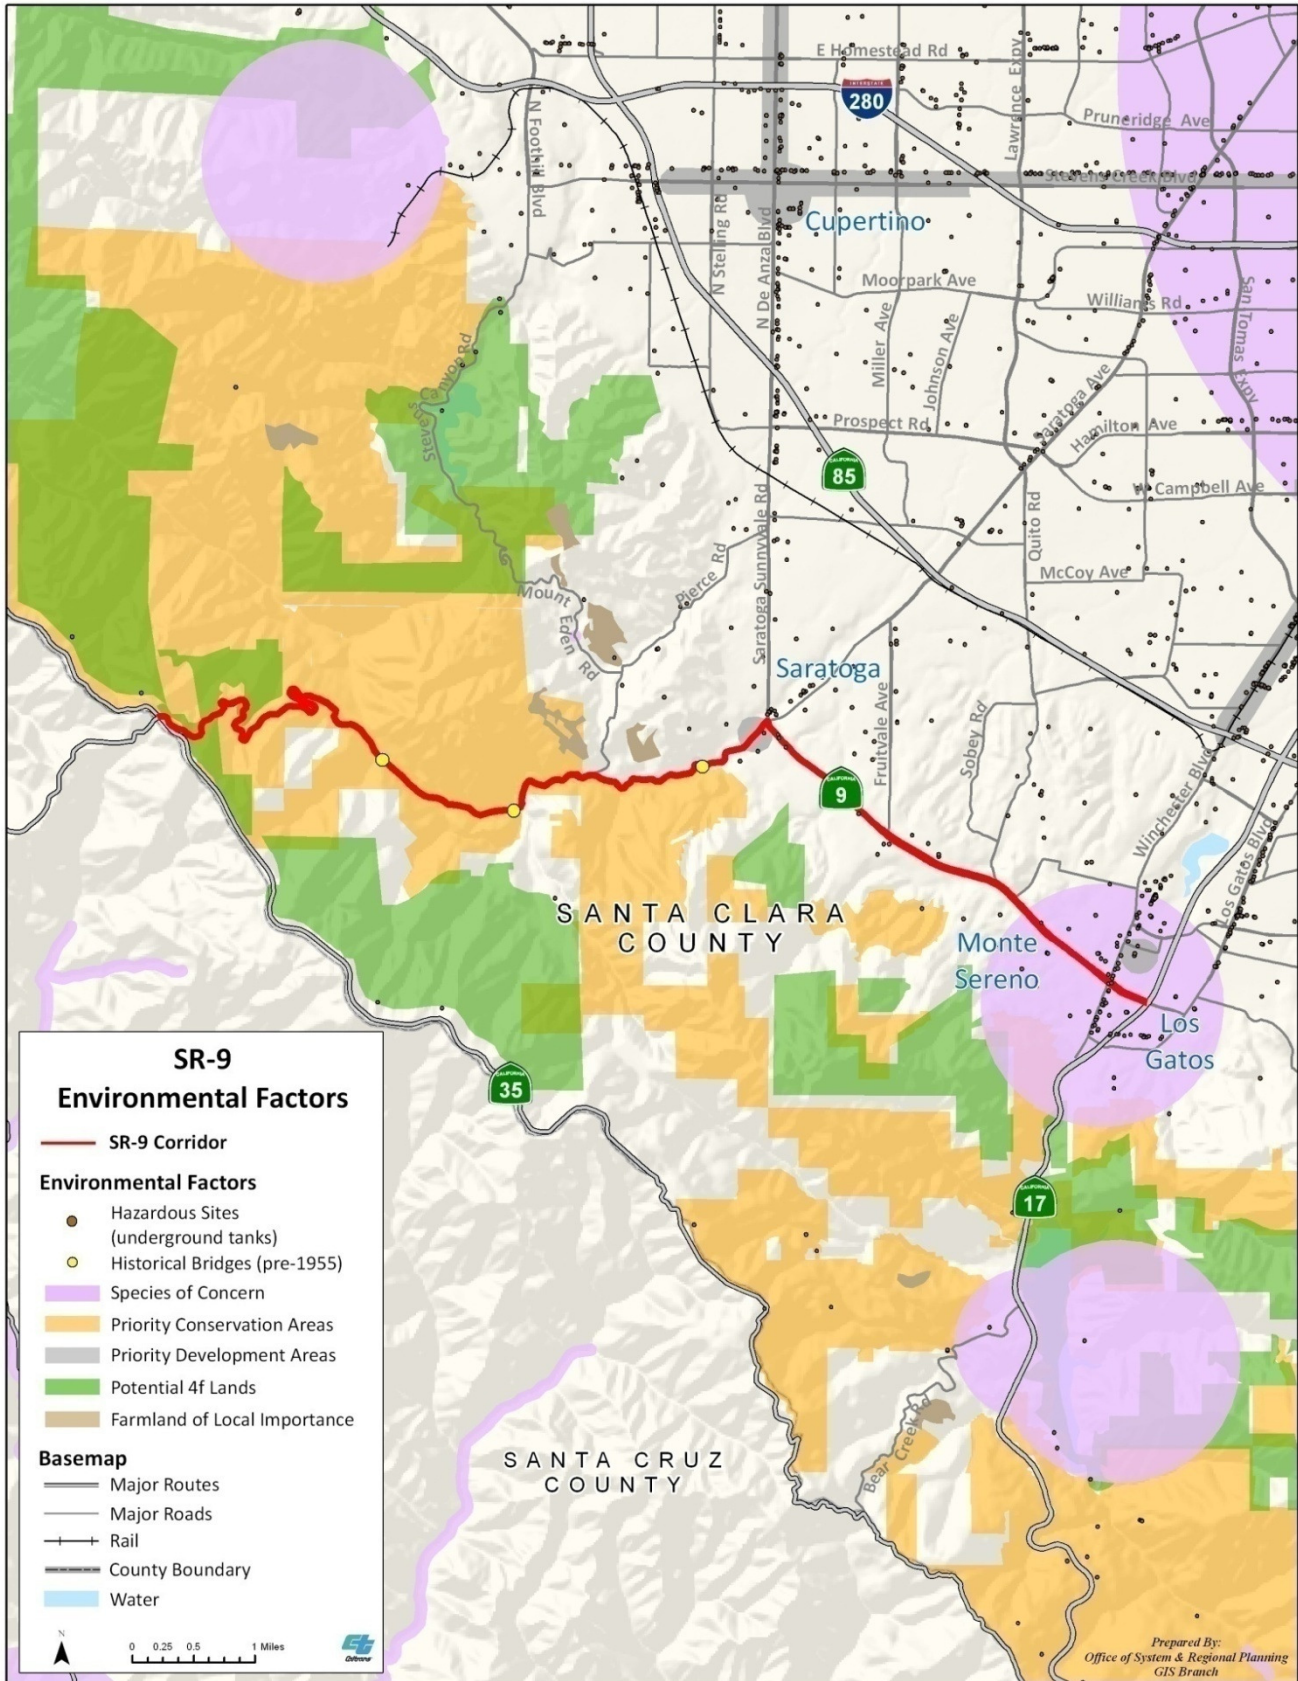 E Homestead Rd
INTERSTATE
280
Lawrence Expy
Pruneridge Ave
N Foothill Blvd
Stevens Creek Blvd
N Stelling Rd
N De Anza Blvd
Cupertino
Moorpark Ave
Williams Rd
San Tomas Expy
Miller Ave
Johnson Ave
Stevens Canyon Rd
Prospect Rd
Saratoga Ave
Hamilton Ave
CALIFORNIA
85
W Campbell Ave
Saratoga Sunnyvale Rd
Quito Rd
McCoy Ave
Pierce Rd
Mount Eden Rd
Saratoga
Fruitvale Ave
Sobey Rd
CALIFORNIA
9
Winchester Blvd
Los Gatos Blvd
SANTA CLARA
COUNTY
Monte
Sereno
Los
Gatos
CALIFORNIA
35
CALIFORNIA
17
Bear Creek Rd
SANTA CRUZ
COUNTY
SR-9
Environmental Factors
SR-9 Corridor
Environmental Factors
Hazardous Sites
(underground tanks)
Historical Bridges (pre-1955)
Species of Concern
Priority Conservation Areas
Priority Development Areas
Potential 4f Lands
Farmland of Local Importance
Basemap
Major Routes
Major Roads
Rail
County Boundary
Water
N
0 0.25 0.5 1 Miles
Caltrans
Prepared By:
Office of System & Regional Planning
GIS Branch